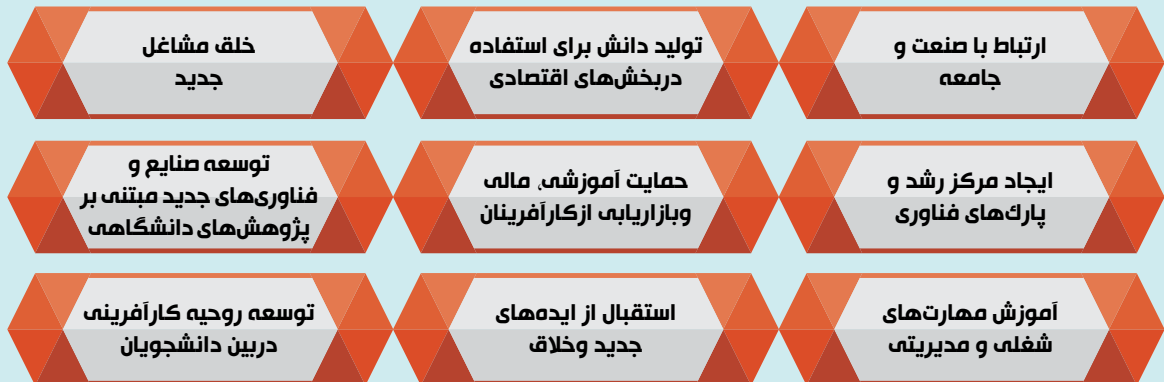 ارتباط با صنعت و
جامعه
تولید دانش برای استفاده
دربخش‌های اقتصادی
خلق مشاغل
جدید
ایجاد مرکز رشد و
پارک‌های فناوری
حمایت آموزشی، مالی
وبازاریابی ازکارآفرینان
توسعه صنایع و
فناوری‌های جدید مبتنی بر
پژوهش‌های دانشگاهی
آموزش مهارت‌های
شغلی و مدیریتی
استقبال از ایده‌های
جدید وخلاق
توسعه روحیه کارآفرینی
دربین دانشجویان